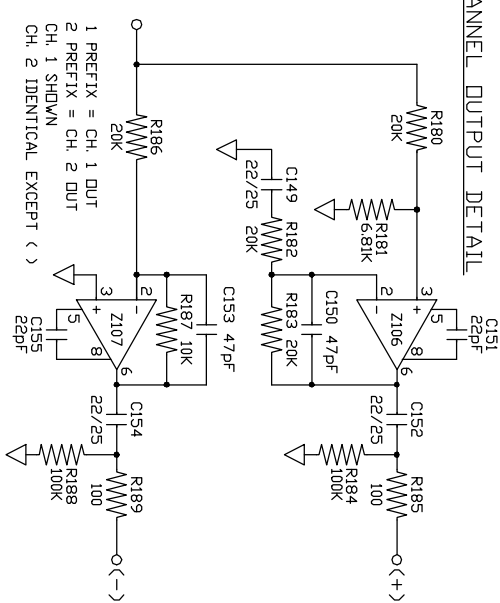 ANNEL OUTPUT DETAIL
R180
20K
R181
6.81K
3
+
5
C151
22pF
8
Z106
2
-
6
C149
22/25
R182
20K
C150 47pF
R183 20K
C152
22/25
R184
100K
R185
100
(+)
R186
20K
C153 47pF
R187 10K
2
-
3
+
Z107
6
5
8
C155
22pF
C154
22/25
R188
100K
R189
100
(-)
1 PREFIX = CH. 1 OUT
2 PREFIX = CH. 2 OUT
CH. 1 SHOWN
CH. 2 IDENTICAL EXCEPT ( )